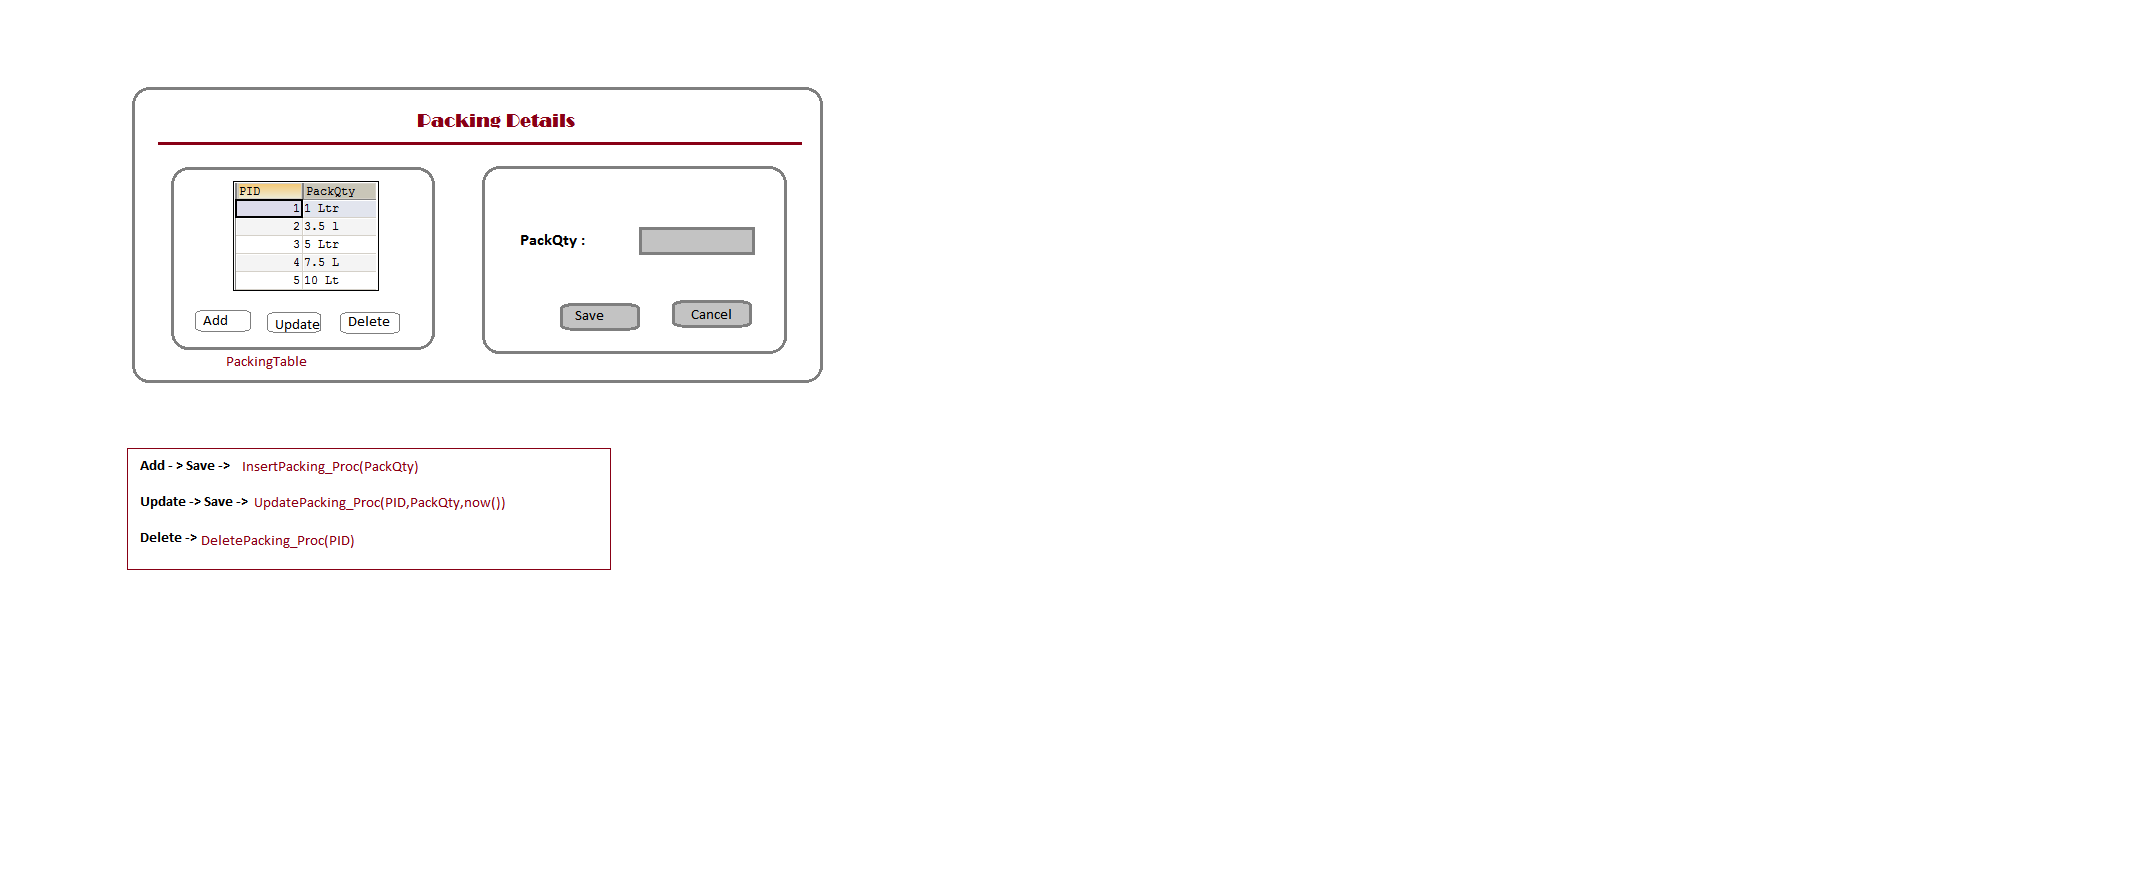 Packing Details
PID PackQty
1 1 Ltr
2 3.5 l
3 5 Ltr
4 7.5 L
5 10 Lt
Add Update Delete
PackingTable
PackQty :
Save Cancel
Add - > Save -> InsertPacking_Proc(PackQty)
Update -> Save -> UpdatePacking_Proc(PID,PackQty,now())
Delete -> DeletePacking_Proc(PID)